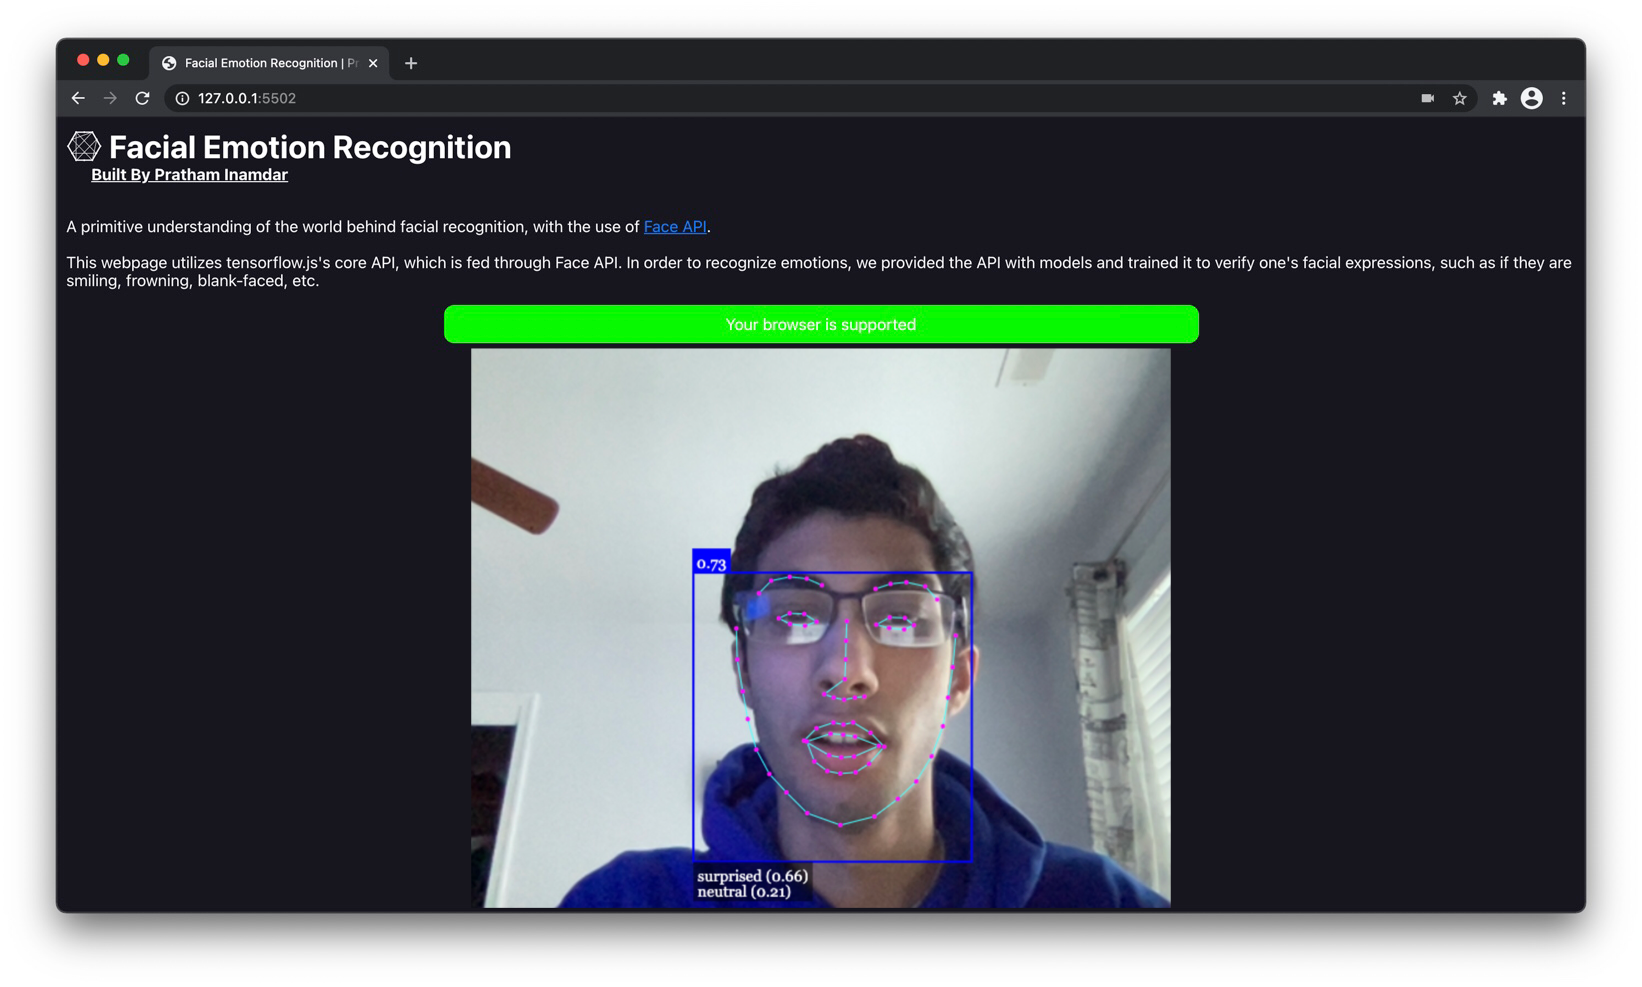 Facial Emotion Recognition | Pr
127.0.0.1:5502
Facial Emotion Recognition
Built By Pratham Inamdar
A primitive understanding of the world behind facial recognition, with the use of Face API.
This webpage utilizes tensorflow.js's core API, which is fed through Face API. In order to recognize emotions, we provided the API with models and trained it to verify one's facial expressions, such as if they are
smiling, frowning, blank-faced, etc.
Your browser is supported
0.73
surprised (0.66)
neutral (0.21)